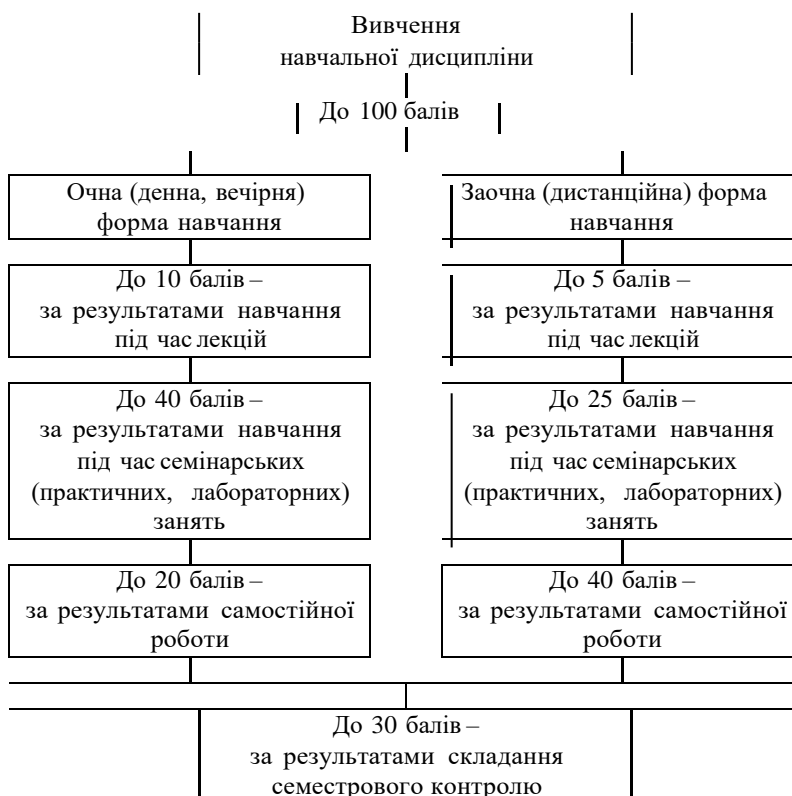 Вивчення
навчальної дисципліни
До 100 балів
Очна (денна, вечірня)
форма навчання
До 10 балів –
за результатами навчання
під час лекцій
До 40 балів –
за результатами навчання
під час семінарських
(практичних, лабораторних)
занять
До 20 балів –
за результатами самостійної
роботи
Заочна (дистанційна) форма
навчання
До 5 балів –
за результатами навчання
під час лекцій
До 25 балів –
за результатами навчання
під час семінарських
(практичних, лабораторних)
занять
До 40 балів –
за результатами самостійної
роботи
До 30 балів –
за результатами складання
семестрового контролю